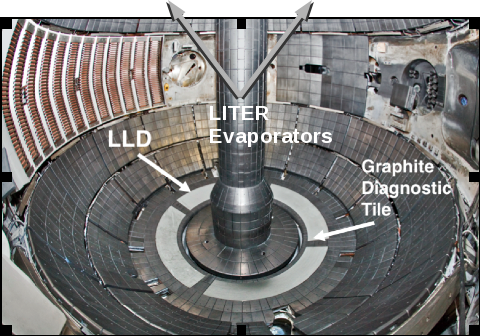 LITER
Evaporators
LLD
Graphite
Diagnostic
Tile